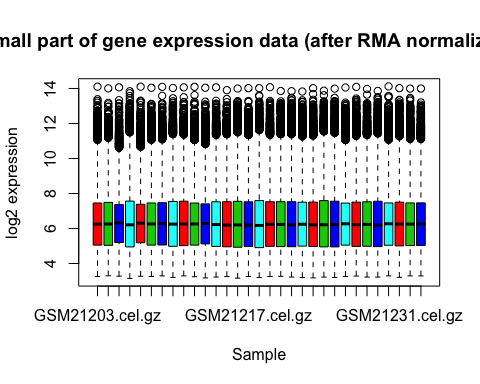 mall part of gene expression data (after RMA normaliz
14
12
10
8
6
4
log2 expression
GSM21203.cel.gz GSM21217.cel.gz GSM21231.cel.gz
Sample